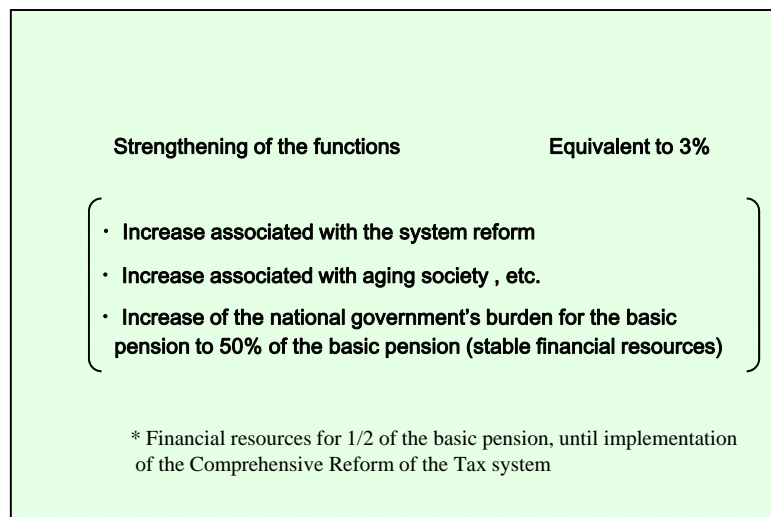 Strengthening of the functions Equivalent to 3%
・ Increase associated with the system reform
・ Increase associated with aging society , etc.
・ Increase of the national government’s burden for the basic
pension to 50% of the basic pension (stable financial resources)
* Financial resources for 1/2 of the basic pension, until implementation
of the Comprehensive Reform of the Tax system